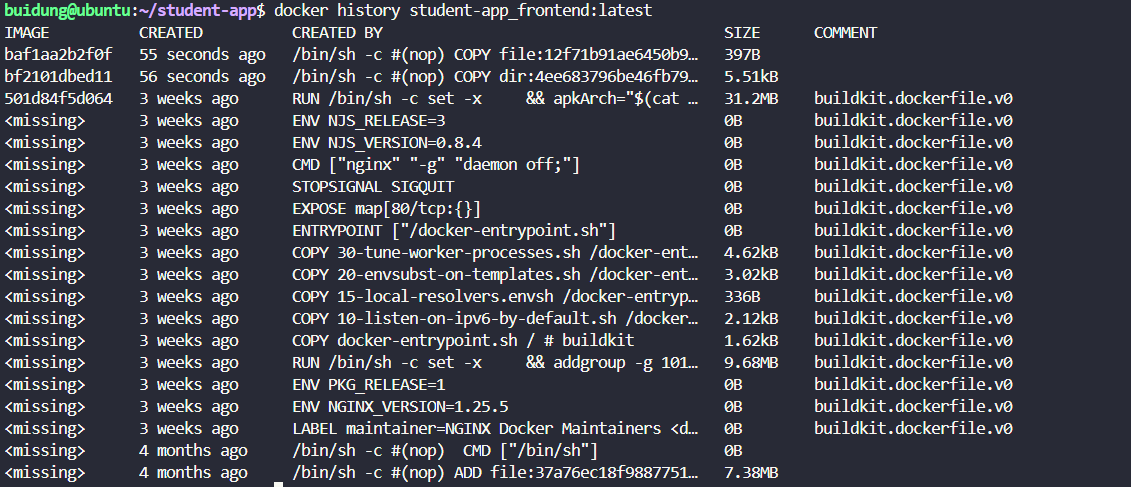 buidung@ubuntu:~/student-app$ docker history student-app_frontend:latest
IMAGE CREATED CREATED BY SIZE COMMENT
baf1aa2b2f0f 55 seconds ago /bin/sh -c #(nop) COPY file:12f71b91ae6450b9… 397B
bf2101dbed11 56 seconds ago /bin/sh -c #(nop) COPY dir:4ee683796be46fb79… 5.51kB
501d84f5d064 3 weeks ago RUN /bin/sh -c set -x && apkArch="$(cat … 31.2MB buildkit.dockerfile.v0
<missing> 3 weeks ago ENV NJS_RELEASE=3 0B buildkit.dockerfile.v0
<missing> 3 weeks ago ENV NJS_VERSION=0.8.4 0B buildkit.dockerfile.v0
<missing> 3 weeks ago CMD ["nginx" "-g" "daemon off;"] 0B buildkit.dockerfile.v0
<missing> 3 weeks ago STOPSIGNAL SIGQUIT 0B buildkit.dockerfile.v0
<missing> 3 weeks ago EXPOSE map[80/tcp:{}] 0B buildkit.dockerfile.v0
<missing> 3 weeks ago ENTRYPOINT ["/docker-entrypoint.sh"] 0B buildkit.dockerfile.v0
<missing> 3 weeks ago COPY 30-tune-worker-processes.sh /docker-ent… 4.62kB buildkit.dockerfile.v0
<missing> 3 weeks ago COPY 20-envsubst-on-templates.sh /docker-ent… 3.02kB buildkit.dockerfile.v0
<missing> 3 weeks ago COPY 15-local-resolvers.envsh /docker-entryp… 336B buildkit.dockerfile.v0
<missing> 3 weeks ago COPY 10-listen-on-ipv6-by-default.sh /docker… 2.12kB buildkit.dockerfile.v0
<missing> 3 weeks ago COPY docker-entrypoint.sh / # buildkit 1.62kB buildkit.dockerfile.v0
<missing> 3 weeks ago RUN /bin/sh -c set -x && addgroup -g 101… 9.68MB buildkit.dockerfile.v0
<missing> 3 weeks ago ENV PKG_RELEASE=1 0B buildkit.dockerfile.v0
<missing> 3 weeks ago ENV NGINX_VERSION=1.25.5 0B buildkit.dockerfile.v0
<missing> 3 weeks ago LABEL maintainer=NGINX Docker Maintainers <d… 0B buildkit.dockerfile.v0
<missing> 4 months ago /bin/sh -c #(nop) CMD ["/bin/sh"] 0B
<missing> 4 months ago /bin/sh -c #(nop) ADD file:37a76ec18f9887751… 7.38MB